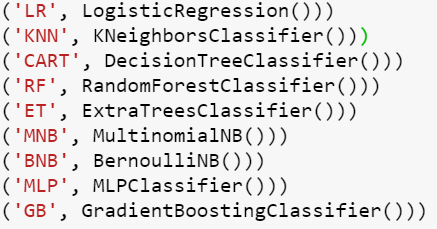 ('LR', LogisticRegression()))
('KNN', KNeighborsClassifier()))
('CART', DecisionTreeClassifier()))
('RF', RandomForestClassifier()))
('ET', ExtraTreesClassifier()))
('MNB', MultinomialNB()))
('BNB', BernoulliNB()))
('MLP', MLPClassifier()))
('GB', GradientBoostingClassifier()))